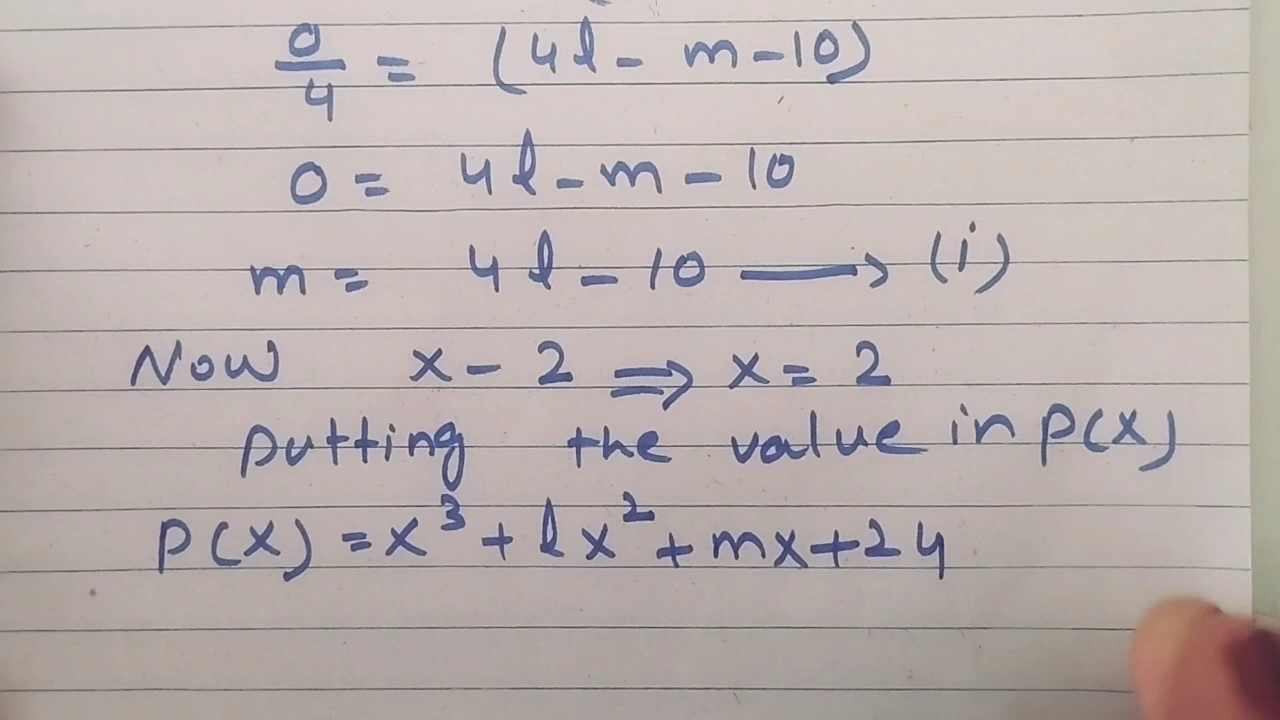 0/4 = (4l - m - 10)
0 = 4l - m - 10
m = 4l - 10 → (i)
Now x - 2 ⇒ x = 2
putting the value in p(x)
P(x) = x³ + lx² + mx + 24